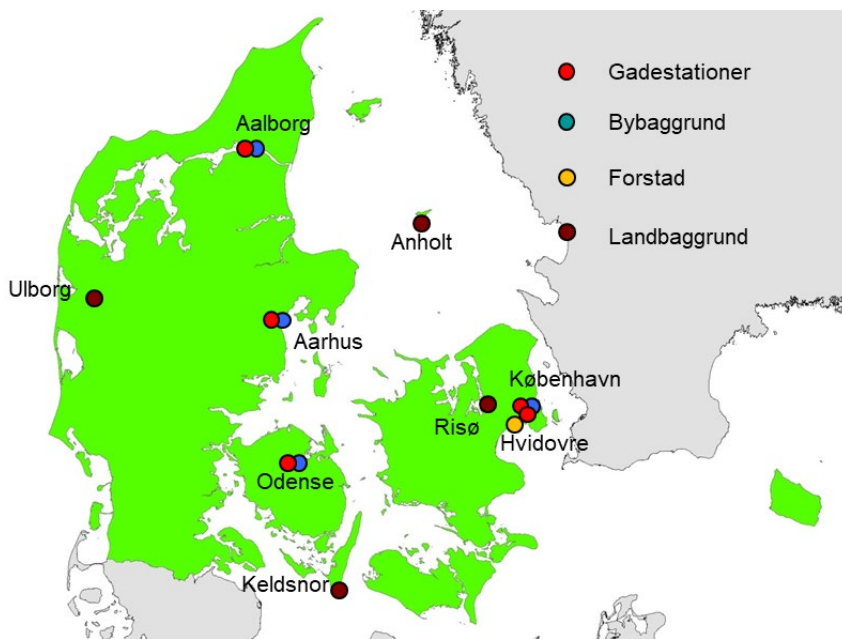 Gadestationer
Aalborg
Bybaggrund
Forstad
Anholt
Landbaggrund
Ulborg
Aarhus
København
Risø
Hvidovre
Odense
Keldsnor